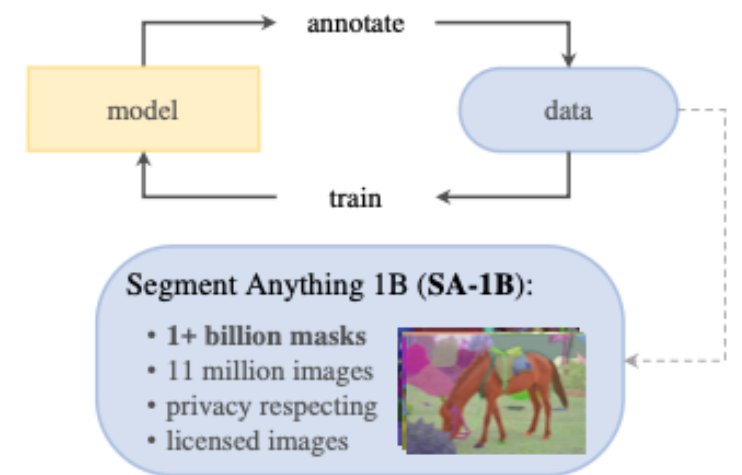 annotate
model
data
train
Segment Anything 1B (SA-1B):
• 1+ billion masks
• 11 million images
• privacy respecting
• licensed images